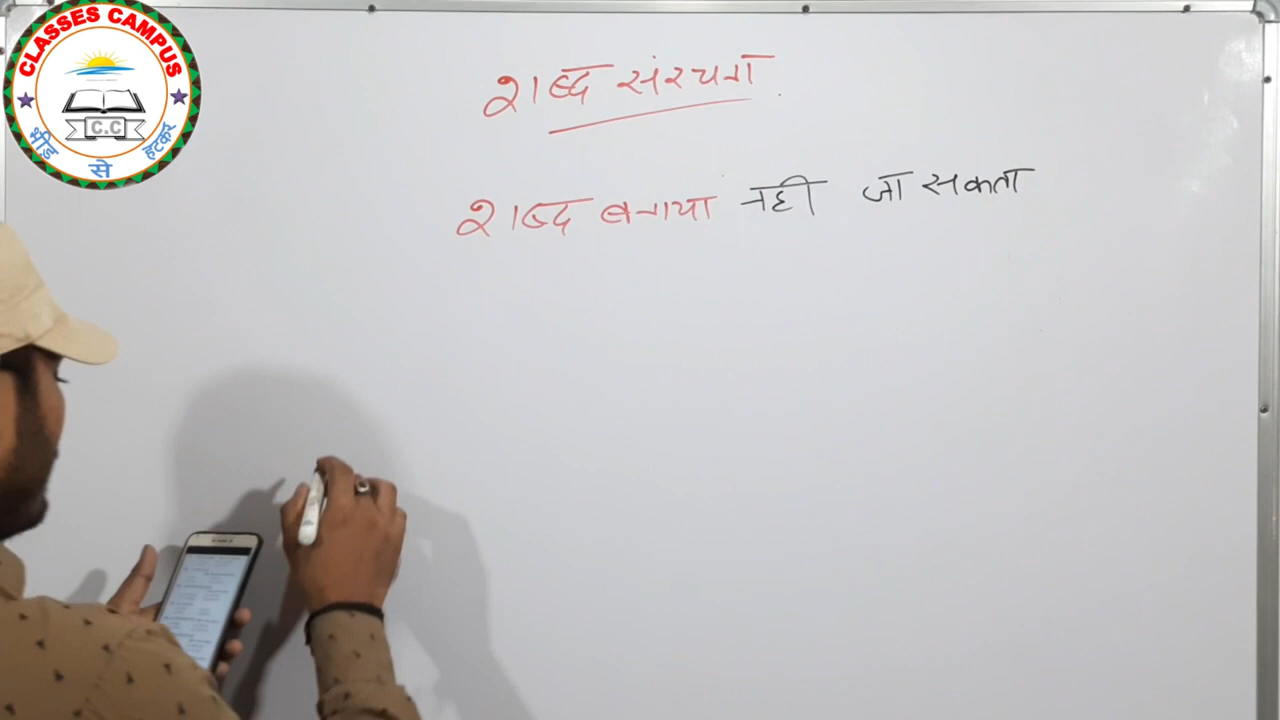 CLASSES CAMPUS
C.C
भीड़ से हटकर
शब्द संरचना
शब्द बनाया नही जा सकता